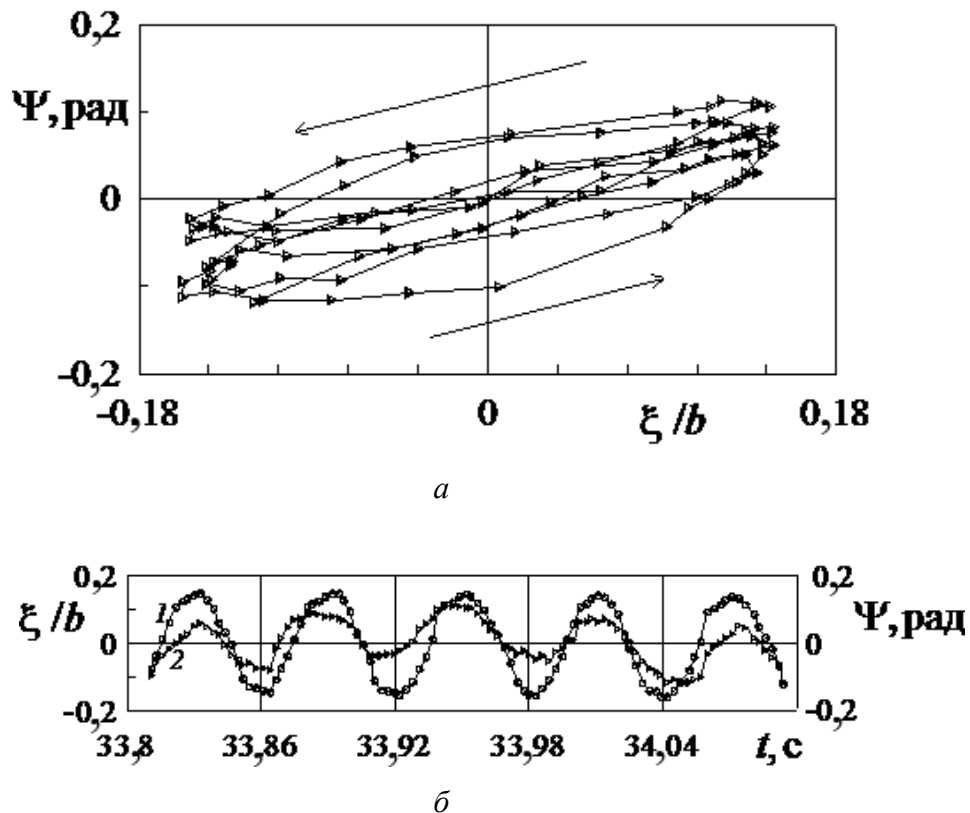 0,2
Ψ, рад
0
-0,2
-0,18 0 ξ /b 0,18
а
0,2 0,2
ξ /b 1 Ψ, рад
0 2 0
-0,2 -0,2
33,8 33,86 33,92 33,98 34,04 t, с
б